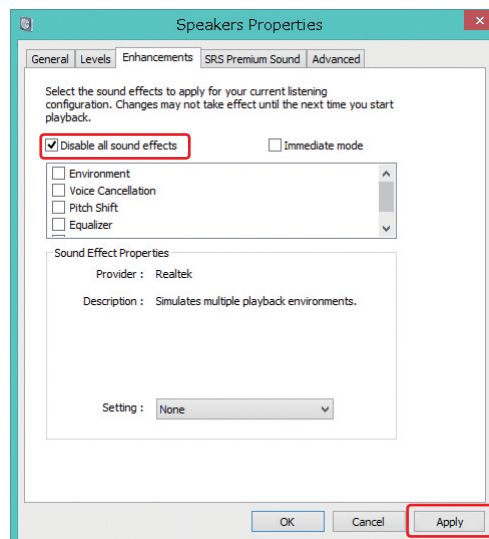 Speakers Properties
General Levels Enhancements SRS Premium Sound Advanced
Select the sound effects to apply for your current listening
configuration. Changes may not take effect until the next time you start
playback.
Disable all sound effects Immediate mode
Environment
Voice Cancellation
Pitch Shift
Equalizer
Sound Effect Properties
Provider : Realtek
Description : Simulates multiple playback environments.
Setting : None
OK Cancel Apply